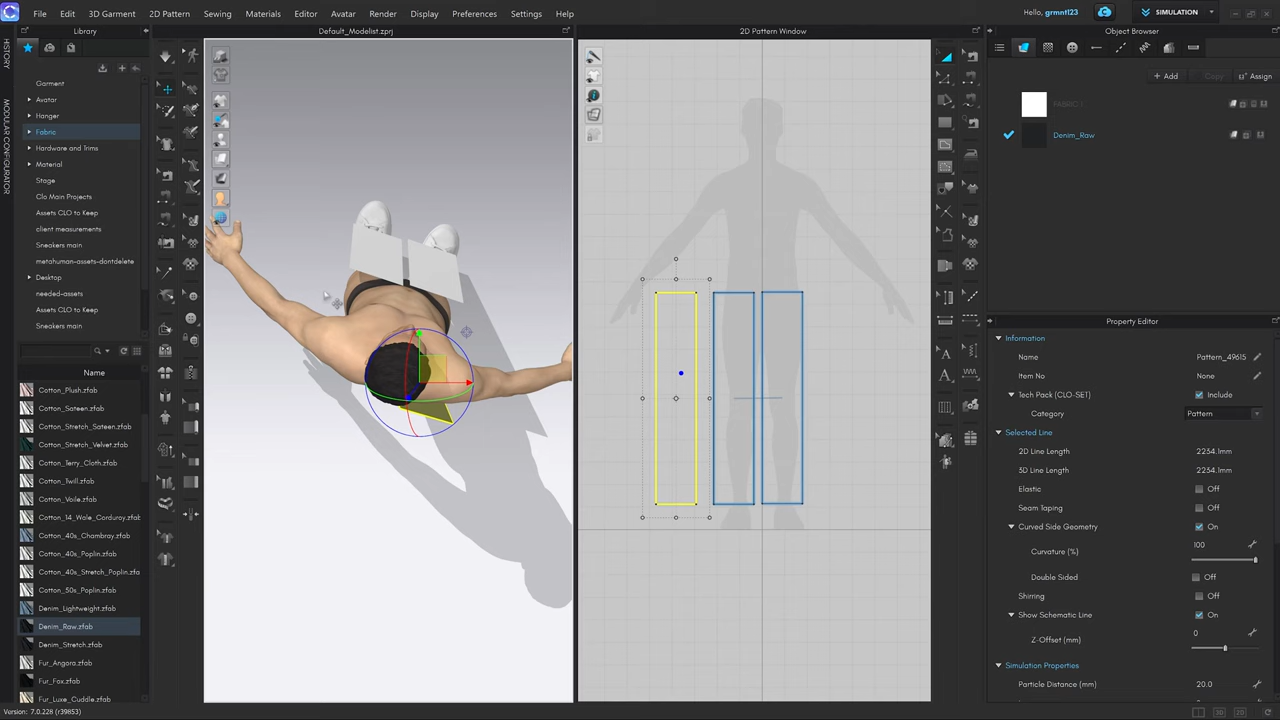 File Edit 3D Garment 2D Pattern Sewing Materials Editor Avatar Render Display Preferences Settings Help
Hello, grmnt123
SIMULATION
HISTORY
MODULAR CONFIGURATOR
Library
Default_Modelist.zprj
2D Pattern Window
Object Browser
Garment
Avatar
Hanger
Fabric
Hardware and Trims
Material
Stage
Clo Main Projects
Assets CLO to Keep
client measurements
Sneakers main
metahuman-assets-dontdelete
Desktop
needed-assets
Assets CLO to Keep
Sneakers main
Name
Cotton_Plush.zfab
Cotton_Sateen.zfab
Cotton_Stretch_Sateen.zfab
Cotton_Stretch_Velvet.zfab
Cotton_Terry_Cloth.zfab
Cotton_Twill.zfab
Cotton_Voile.zfab
Cotton_14_Wale_Corduroy.zfab
Cotton_40s_Chambray.zfab
Cotton_40s_Poplin.zfab
Cotton_40s_Stretch_Poplin.zfa
Cotton_50s_Poplin.zfab
Denim_Lightweight.zfab
Denim_Raw.zfab
Denim_Stretch.zfab
Fur_Angora.zfab
Fur_Fox.zfab
Fur_Luxe_Cuddle.zfab
Version: 7.0.228 (r39853)
+ Add Copy Assign
FABRIC 1
Denim_Raw
Property Editor
Information
Name Pattern_49615
Item No None
Tech Pack (CLO-SET) Include
Category Pattern
Selected Line
2D Line Length 2234.1mm
3D Line Length 2234.1mm
Elastic Off
Seam Taping Off
Curved Side Geometry On
Curvature (%) 100
Double Sided Off
Shirring Off
Show Schematic Line On
Z-Offset (mm) 0
Simulation Properties
Particle Distance (mm) 20.0